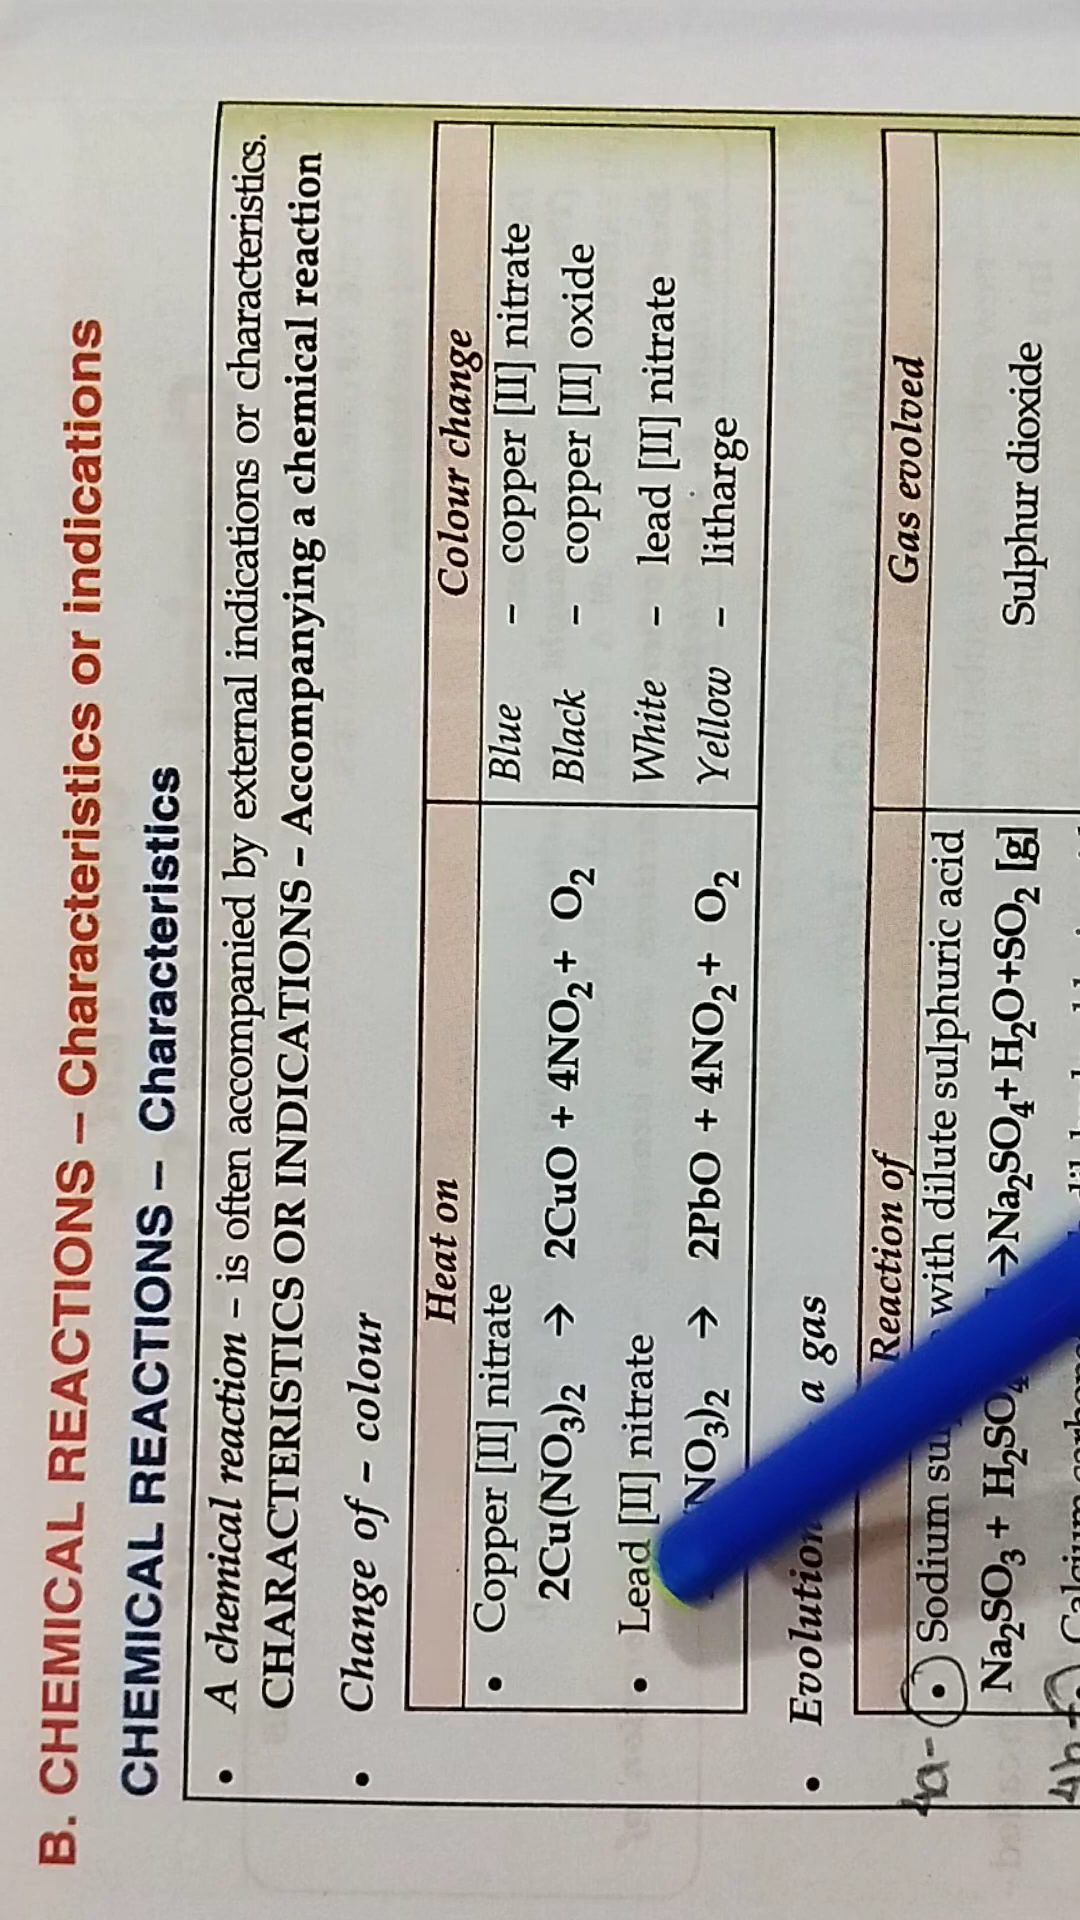 B. CHEMICAL REACTIONS – Characteristics or indications
CHEMICAL REACTIONS – Characteristics
• A chemical reaction – is often accompanied by external indications or characteristics.
CHARACTERISTICS OR INDICATIONS – Accompanying a chemical reaction
• Change of – colour
Heat on Colour change
• Copper [II] nitrate Blue – copper [II] nitrate
2Cu(NO₃)₂ → 2CuO + 4NO₂ + O₂ Black – copper [II] oxide
• Lead [II] nitrate White – lead [II] nitrate
NO₃)₂ → 2PbO + 4NO₂ + O₂ Yellow – litharge
• Evolution a gas
Reaction of Gas evolved
4a- • Sodium with dilute sulphuric acid
Na₂SO₃ + H₂SO₄ →Na₂SO₄+H₂O+SO₂ [g] Sulphur dioxide